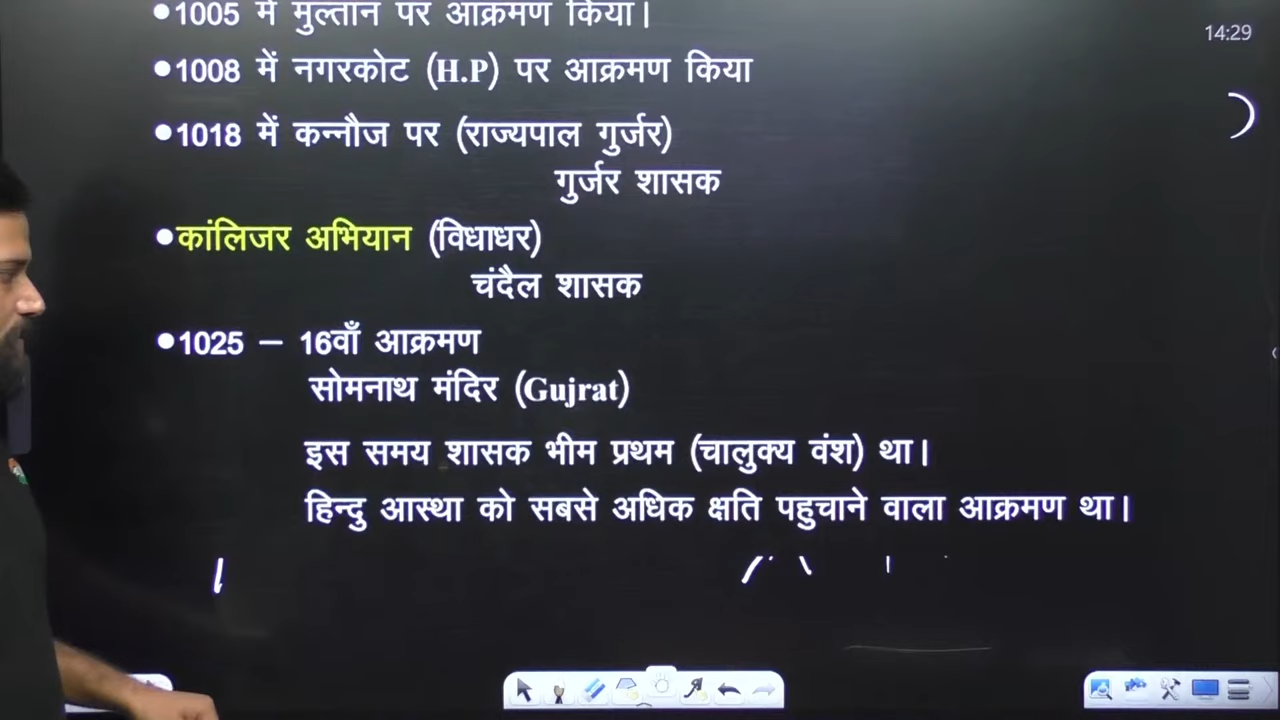 •1005 में मुल्तान पर आक्रमण किया।
14:29
•1008 में नगरकोट (H.P) पर आक्रमण किया
•1018 में कन्नौज पर (राज्यपाल गुर्जर)
गुर्जर शासक
•कांलिजर अभियान (विधाधर)
चंदैल शासक
•1025 – 16वाँ आक्रमण
सोमनाथ मंदिर (Gujrat)
इस समय शासक भीम प्रथम (चालुक्य वंश) था।
हिन्दु आस्था को सबसे अधिक क्षति पहुचाने वाला आक्रमण था।